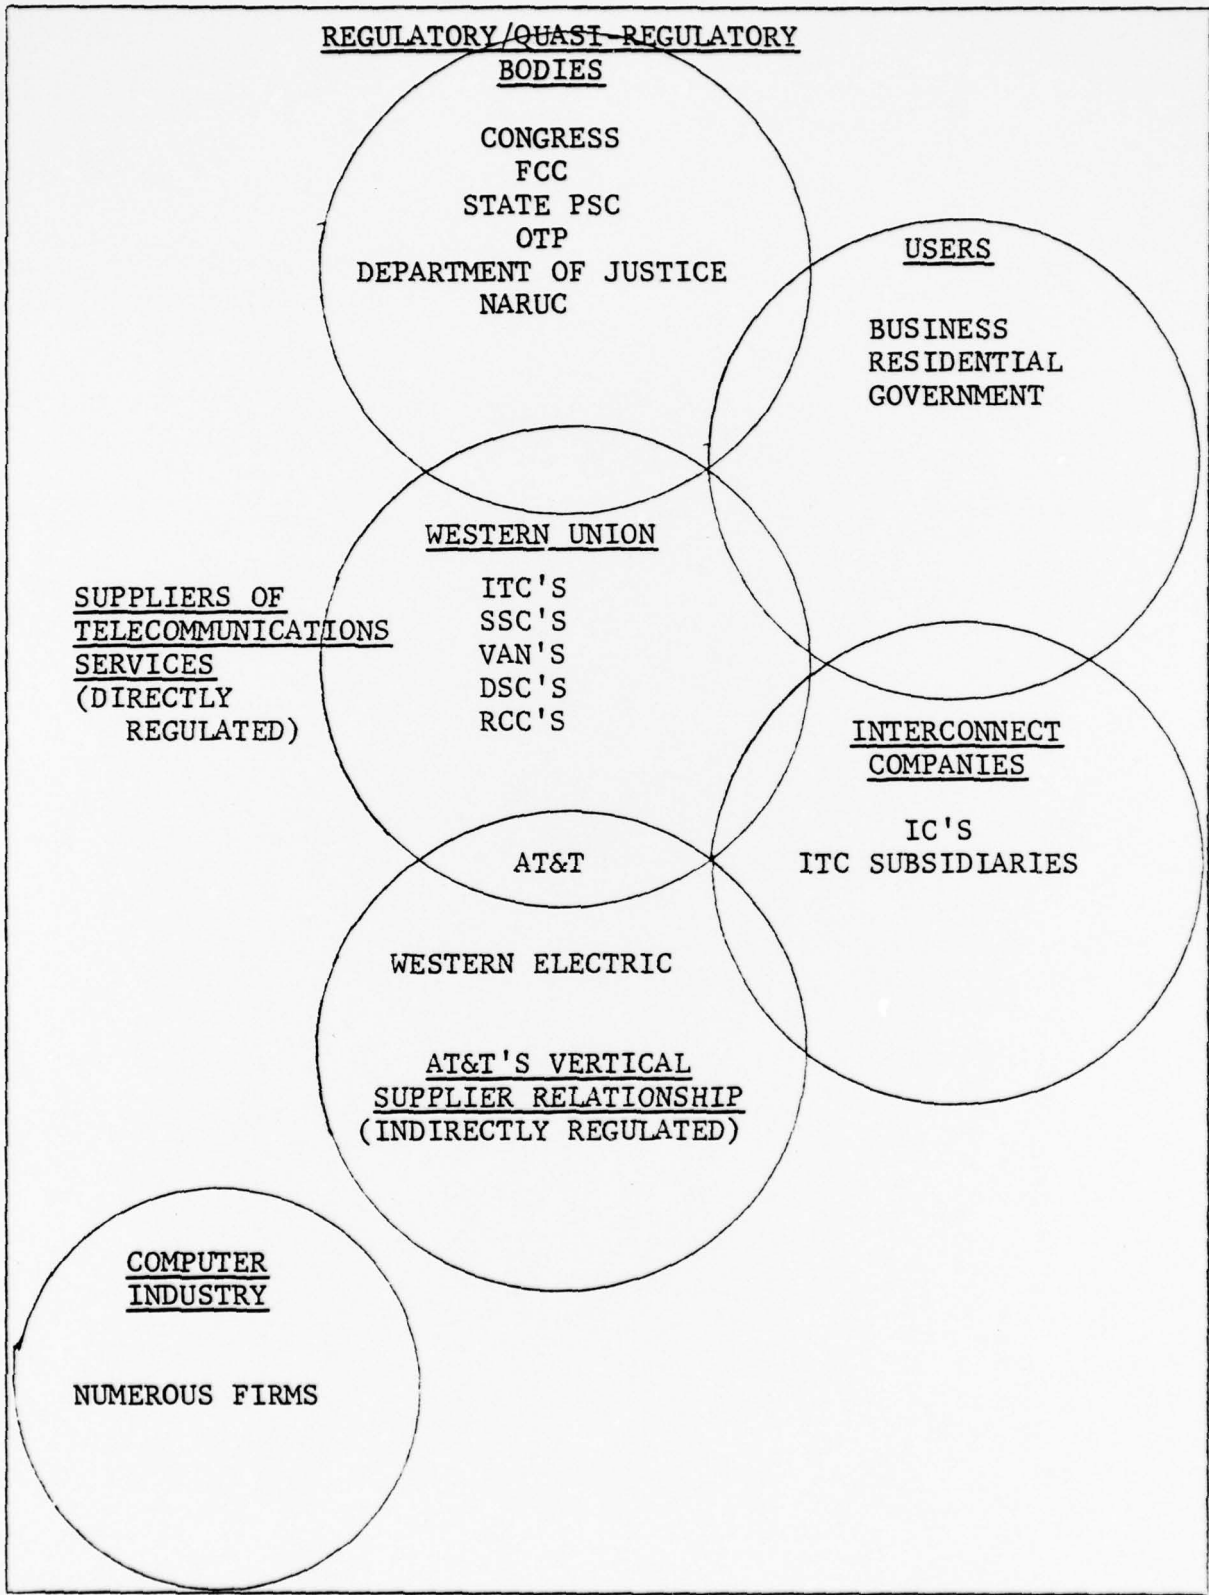 REGULATORY/QUASI-REGULATORY
BODIES
CONGRESS
FCC
STATE PSC
OTP
DEPARTMENT OF JUSTICE
NARUC
USERS
BUSINESS
RESIDENTIAL
GOVERNMENT
SUPPLIERS OF
TELECOMMUNICATIONS
SERVICES
(DIRECTLY
REGULATED)
WESTERN UNION
ITC'S
SSC'S
VAN'S
DSC'S
RCC'S
INTERCONNECT
COMPANIES
IC'S
ITC SUBSIDIARIES
AT&T
WESTERN ELECTRIC
AT&T'S VERTICAL
SUPPLIER RELATIONSHIP
(INDIRECTLY REGULATED)
COMPUTER
INDUSTRY
NUMEROUS FIRMS